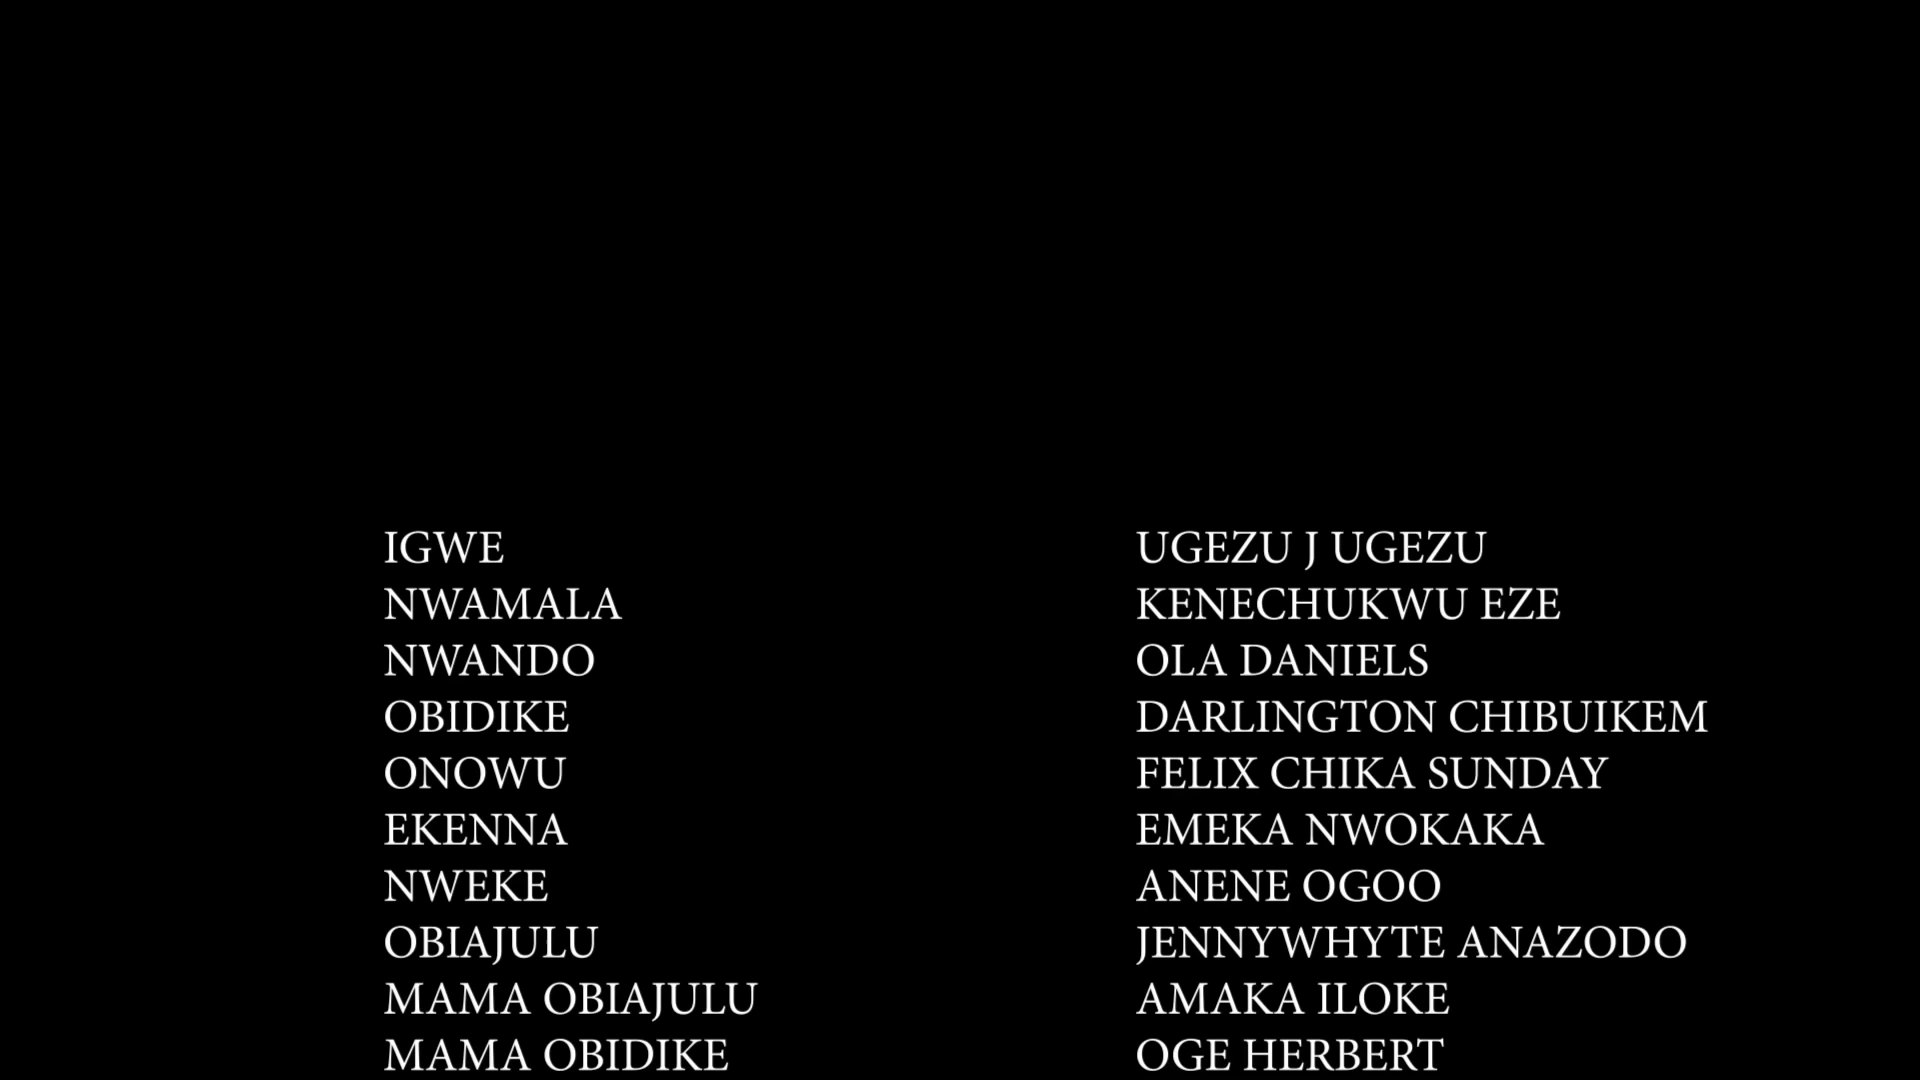 IGWE UGEZU J UGEZU
NWAMALA KENECHUKWU EZE
NWANDO OLA DANIELS
OBIDIKE DARLINGTON CHIBUIKEM
ONOWU FELIX CHIKA SUNDAY
EKENNA EMEKA NWOKAKA
NWEKE ANENE OGOO
OBIAJULU JENNYWHYTE ANAZODO
MAMA OBIAJULU AMAKA ILOKE
MAMA OBIDIKE OGE HERBERT